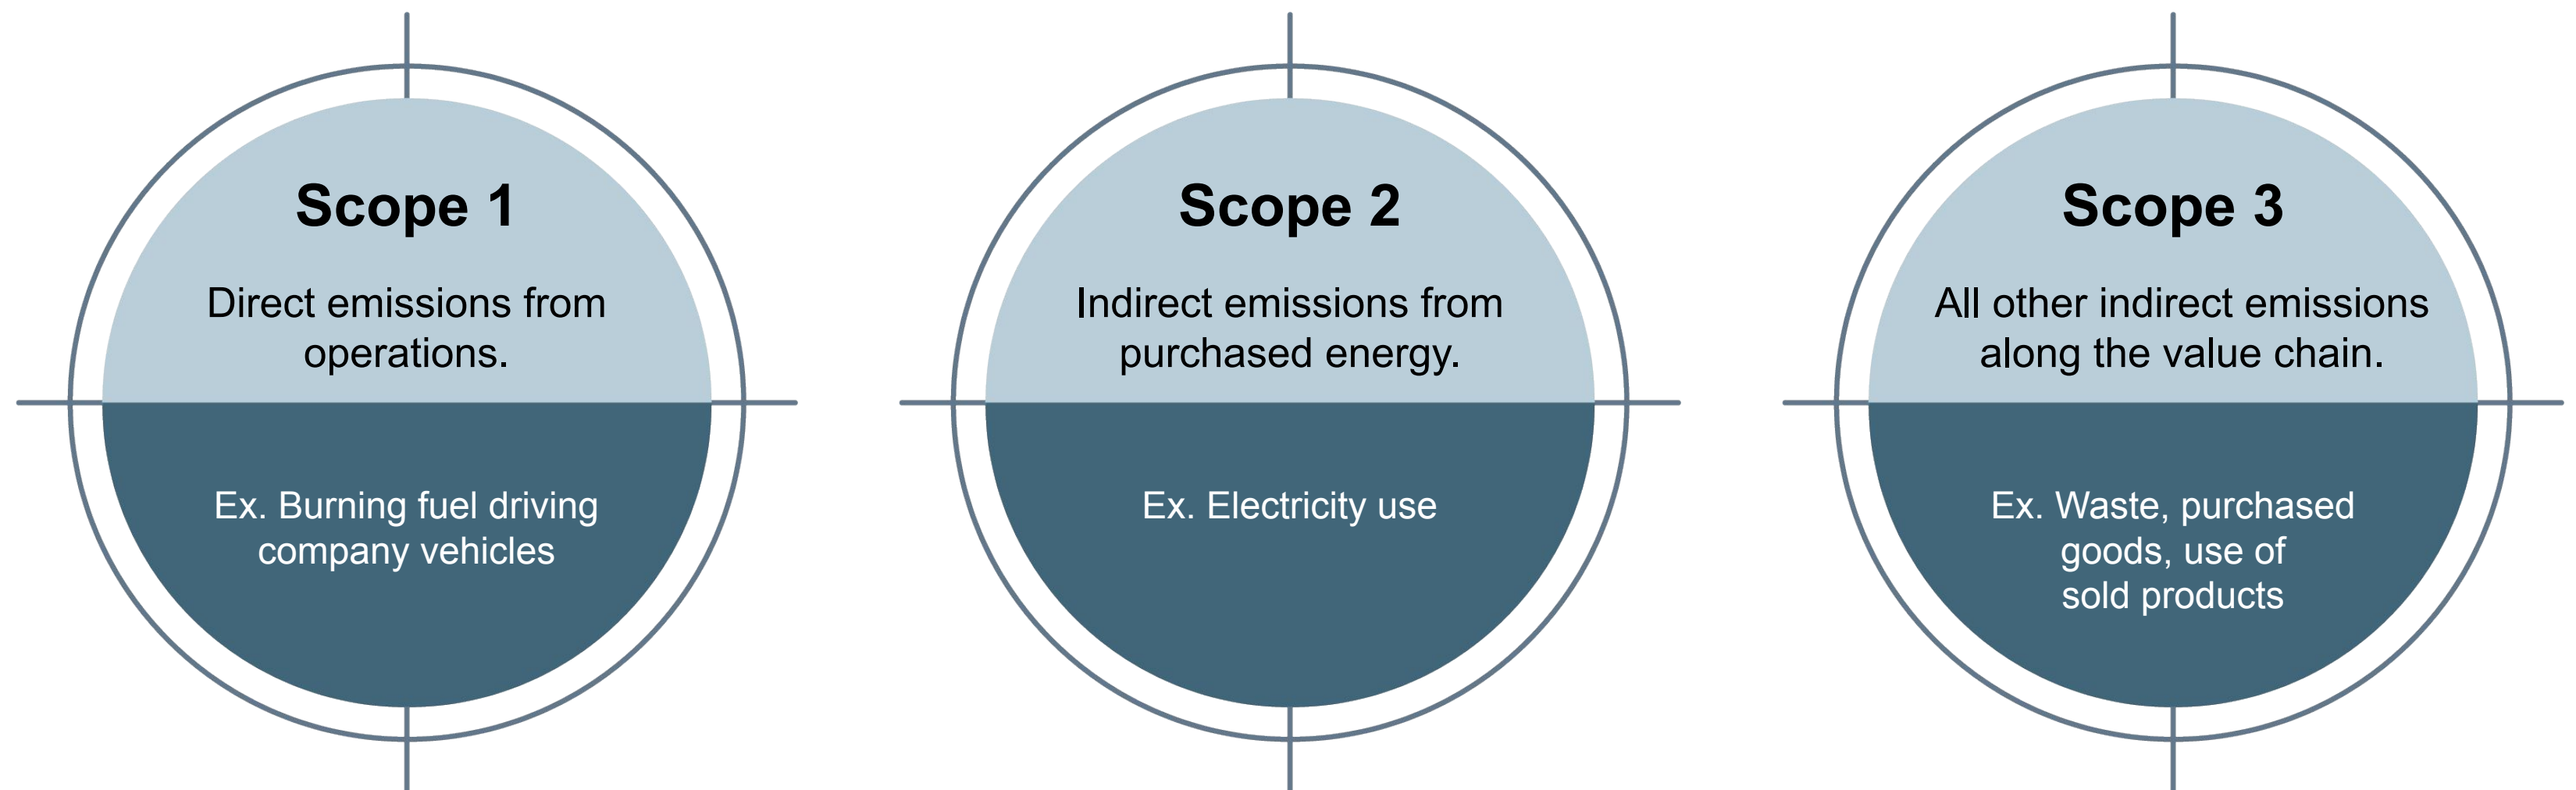 Scope 1
Direct emissions from
operations.
Ex. Burning fuel driving
company vehicles
Scope 2
Indirect emissions from
purchased energy.
Ex. Electricity use
Scope 3
All other indirect emissions
along the value chain.
Ex. Waste, purchased
goods, use of
sold products